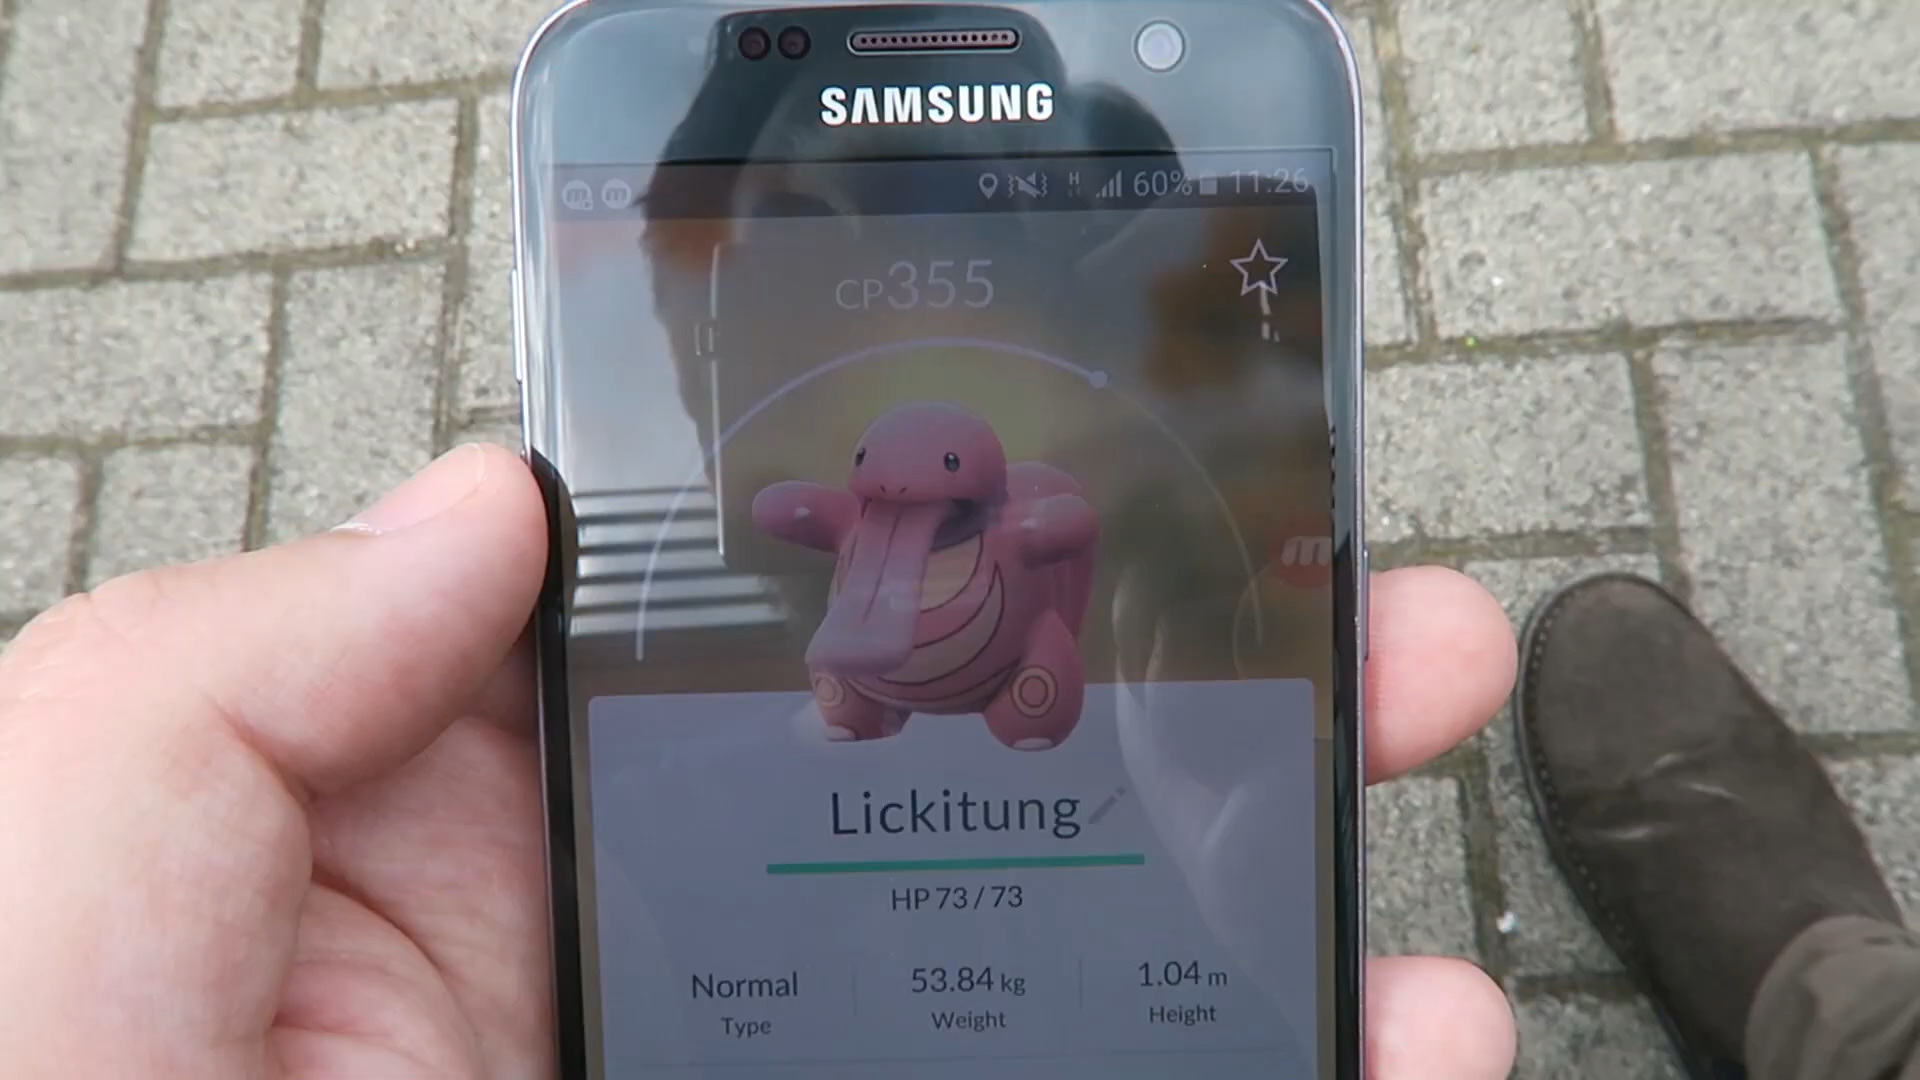 SAMSUNG
60% 11:26
CP355
m
Lickitung
HP 73 / 73
Normal 53.84 kg 1.04 m
Type Weight Height